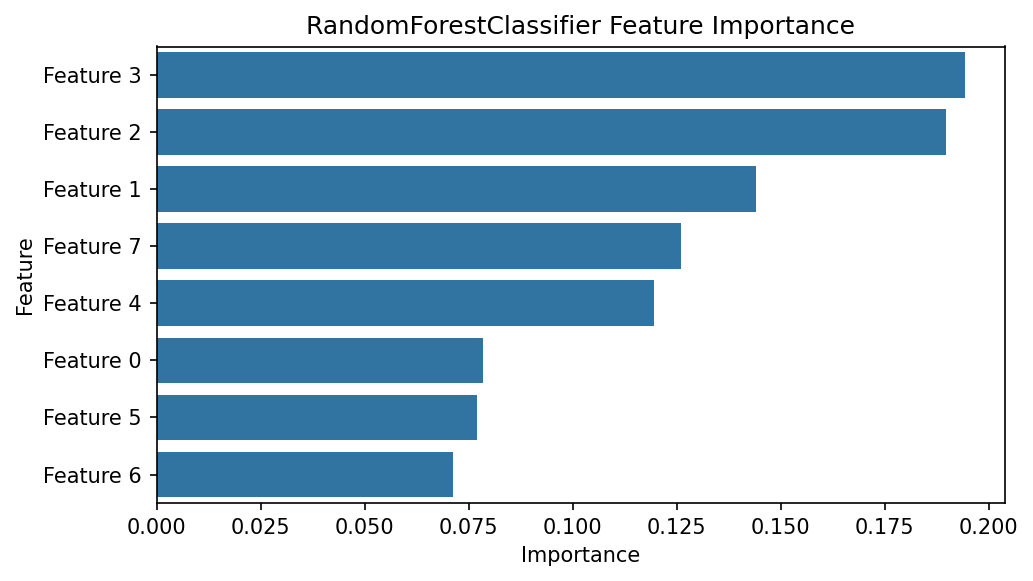 RandomForestClassifier Feature Importance
Feature
Feature 3
Feature 2
Feature 1
Feature 7
Feature 4
Feature 0
Feature 5
Feature 6
0.000 0.025 0.050 0.075 0.100 0.125 0.150 0.175 0.200
Importance